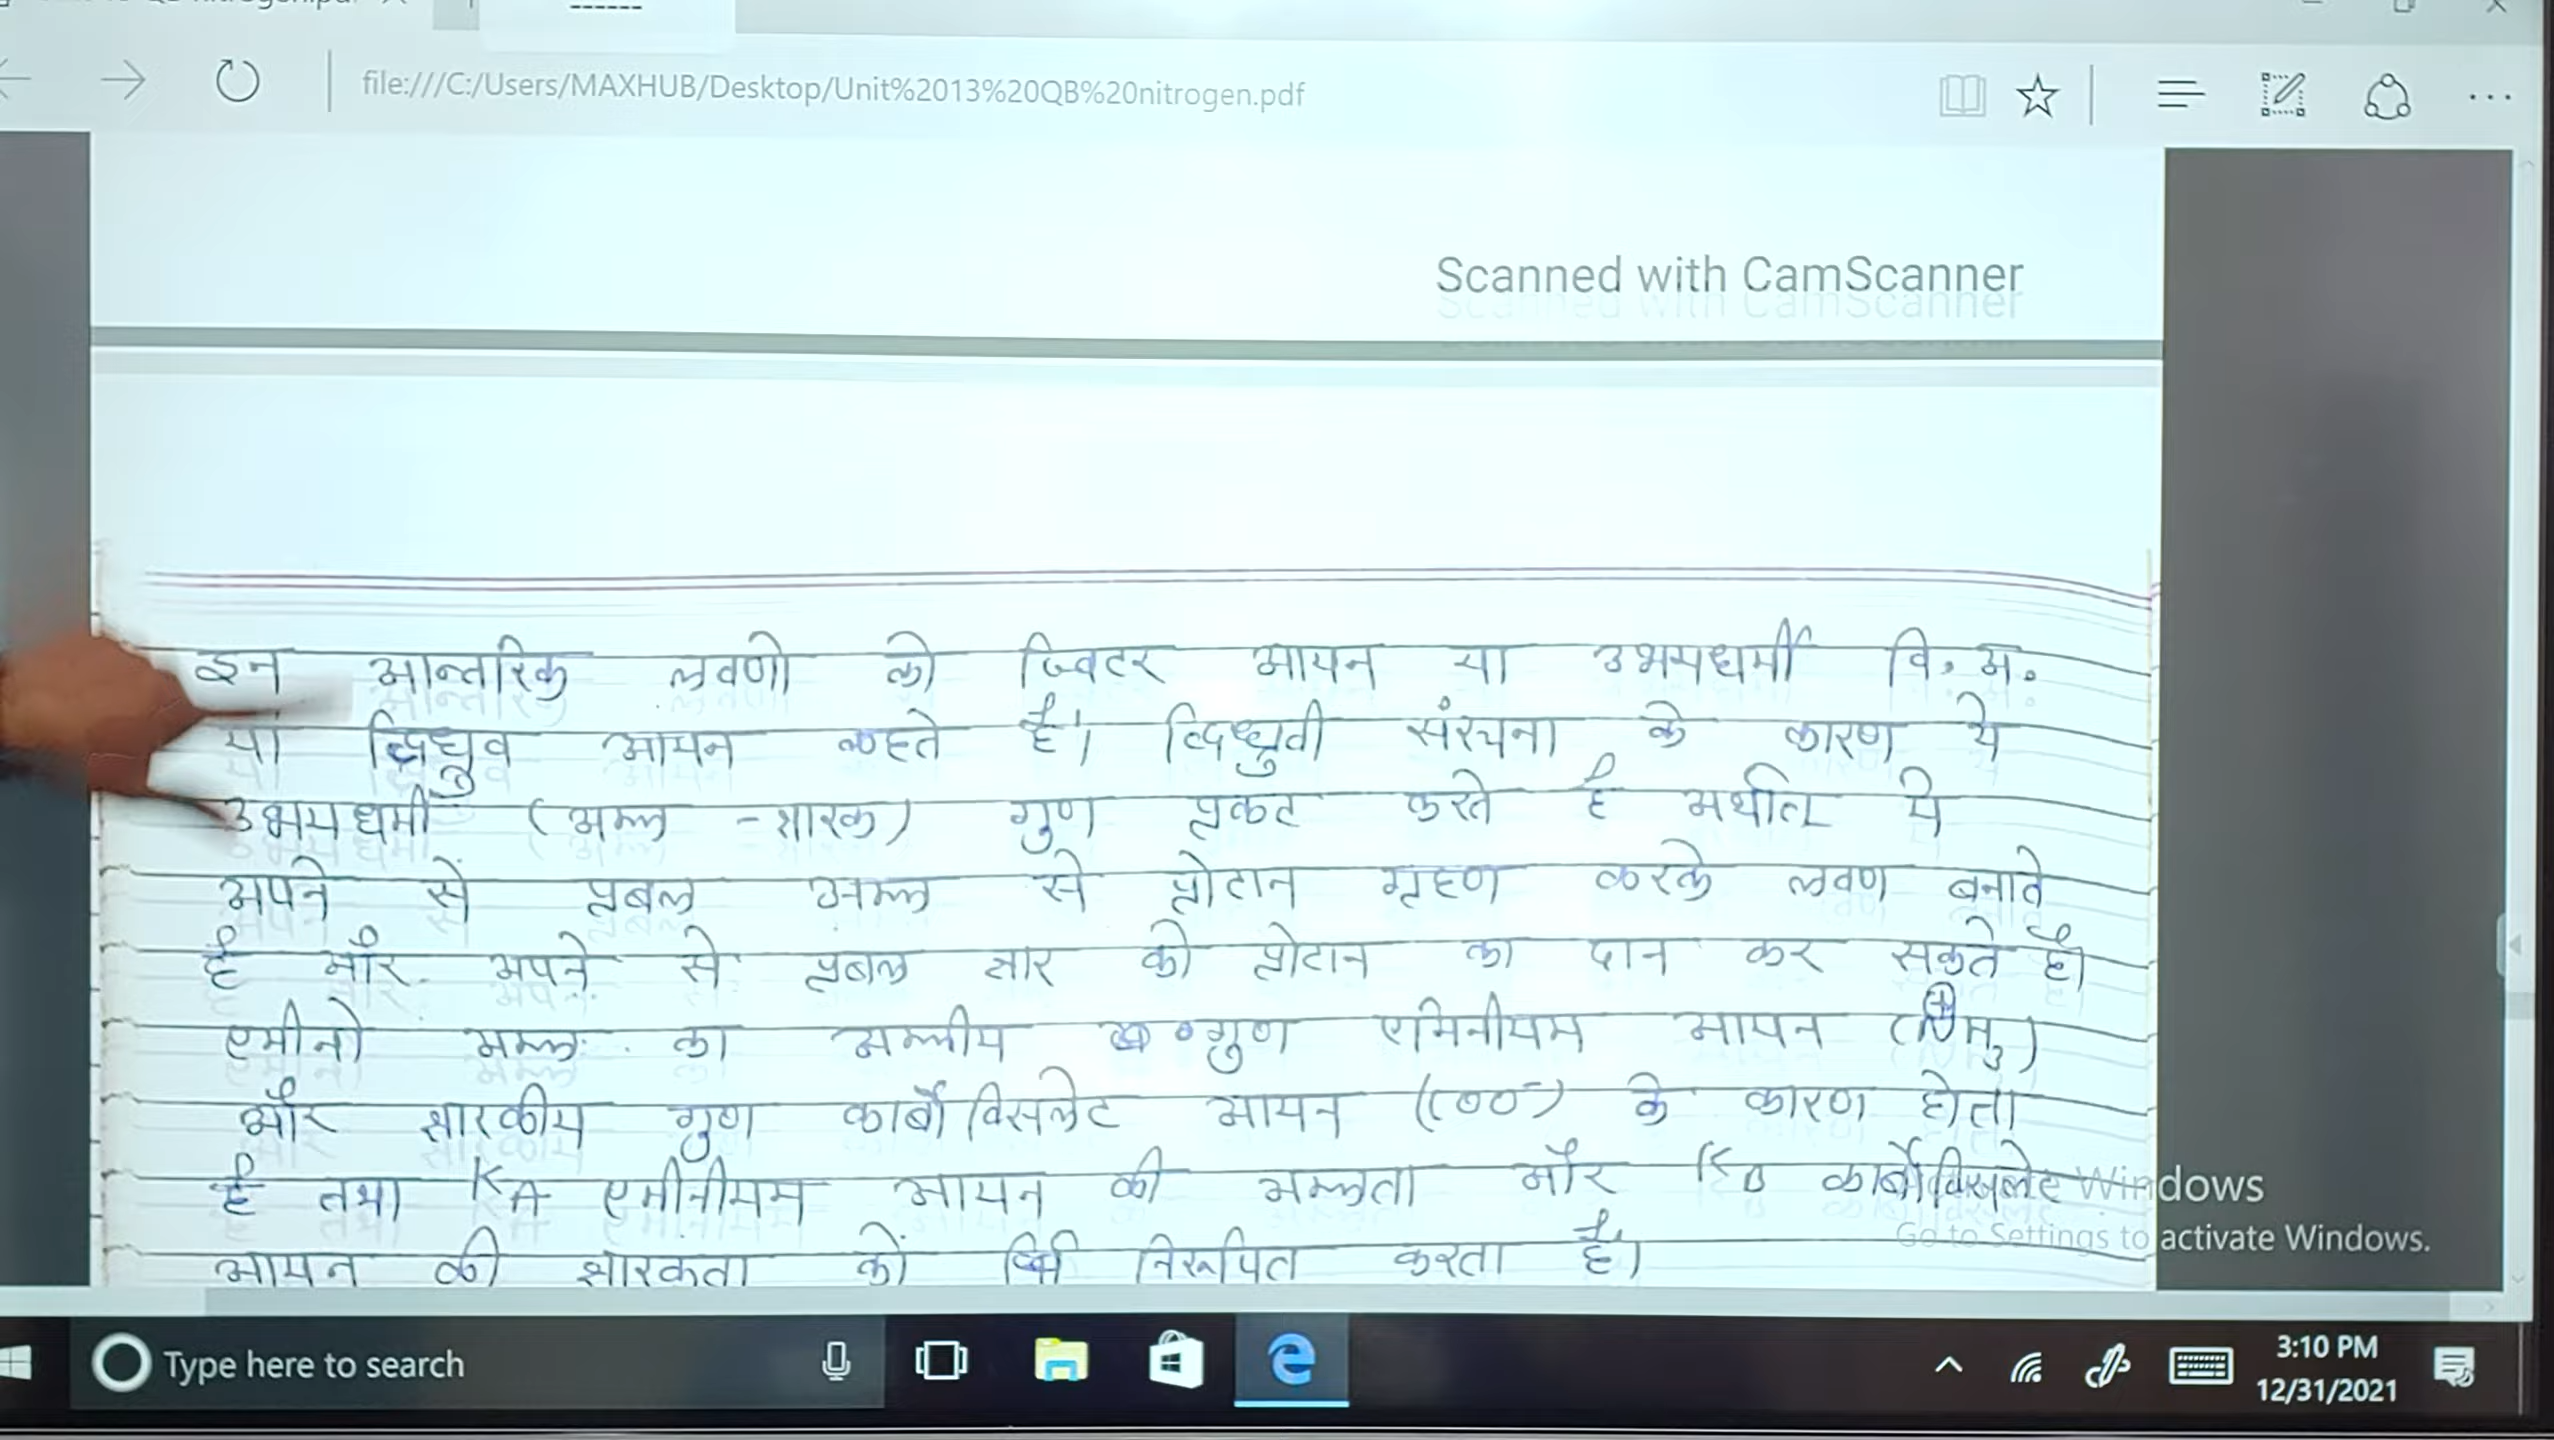 file:///C:/Users/MAXHUB/Desktop/Unit%2013%20QB%20nitrogen.pdf
Scanned with CamScanner
इन आन्तरिक लवणो को ज्विटर आयन या उभयधर्मी वि. अ.
या द्विध्रुव आयन कहते है। द्विध्रुवी संरचना के कारण ये
उभयधर्मी (अम्ल - क्षारक) गुण प्रकट करते है अर्थात ये
अपने से प्रबल अम्ल से प्रोटान ग्रहण करके लवण बनाते
है और अपने से प्रबल क्षार को प्रोटान का दान कर सकते है।
एमीनो अम्ल का अम्लीय गुण एमिनीयम आयन
और क्षारकीय गुण कार्बोक्सिलेट आयन (COO⁻) के कारण होता
है तथा KA एमीनीयम आयन की अम्लता और KB कार्बोक्सिलेट
आयन की क्षारकता को निरूपित करता है।
Windows
Go to Settings to activate Windows.
Type here to search
3:10 PM
12/31/2021